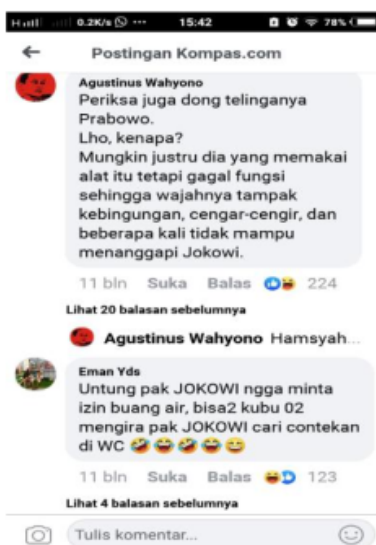 0.2K/s ... 15:42 78%
Postingan Kompas.com
Agustinus Wahyono
Periksa juga dong telinganya
Prabowo.
Lho, kenapa?
Mungkin justru dia yang memakai
alat itu tetapi gagal fungsi
sehingga wajahnya tampak
kebingungan, cengar-cengir, dan
beberapa kali tidak mampu
menanggapi Jokowi.
11 bln Suka Balas 224
Lihat 20 balasan sebelumnya
Agustinus Wahyono Hamsyah...
Eman Yds
Untung pak JOKOWI ngga minta
izin buang air, bisa2 kubu 02
mengira pak JOKOWI cari contekan
di WC 🤣😂🤣😂😂
11 bln Suka Balas 123
Lihat 4 balasan sebelumnya
Tulis komentar...